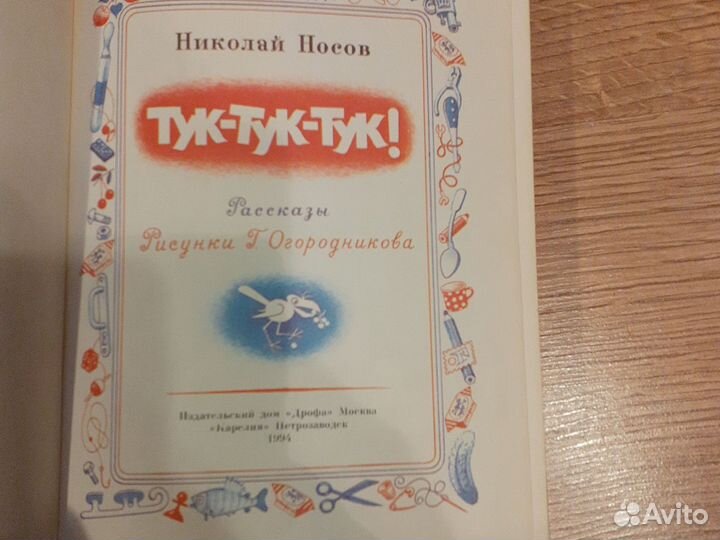 Николай Носов
ТУК-ТУК-ТУК!
Рассказы
Рисунки Г. Огородникова
Издательский дом «Дрофа» Москва
«Карелия» Петрозаводск
1994
Avito